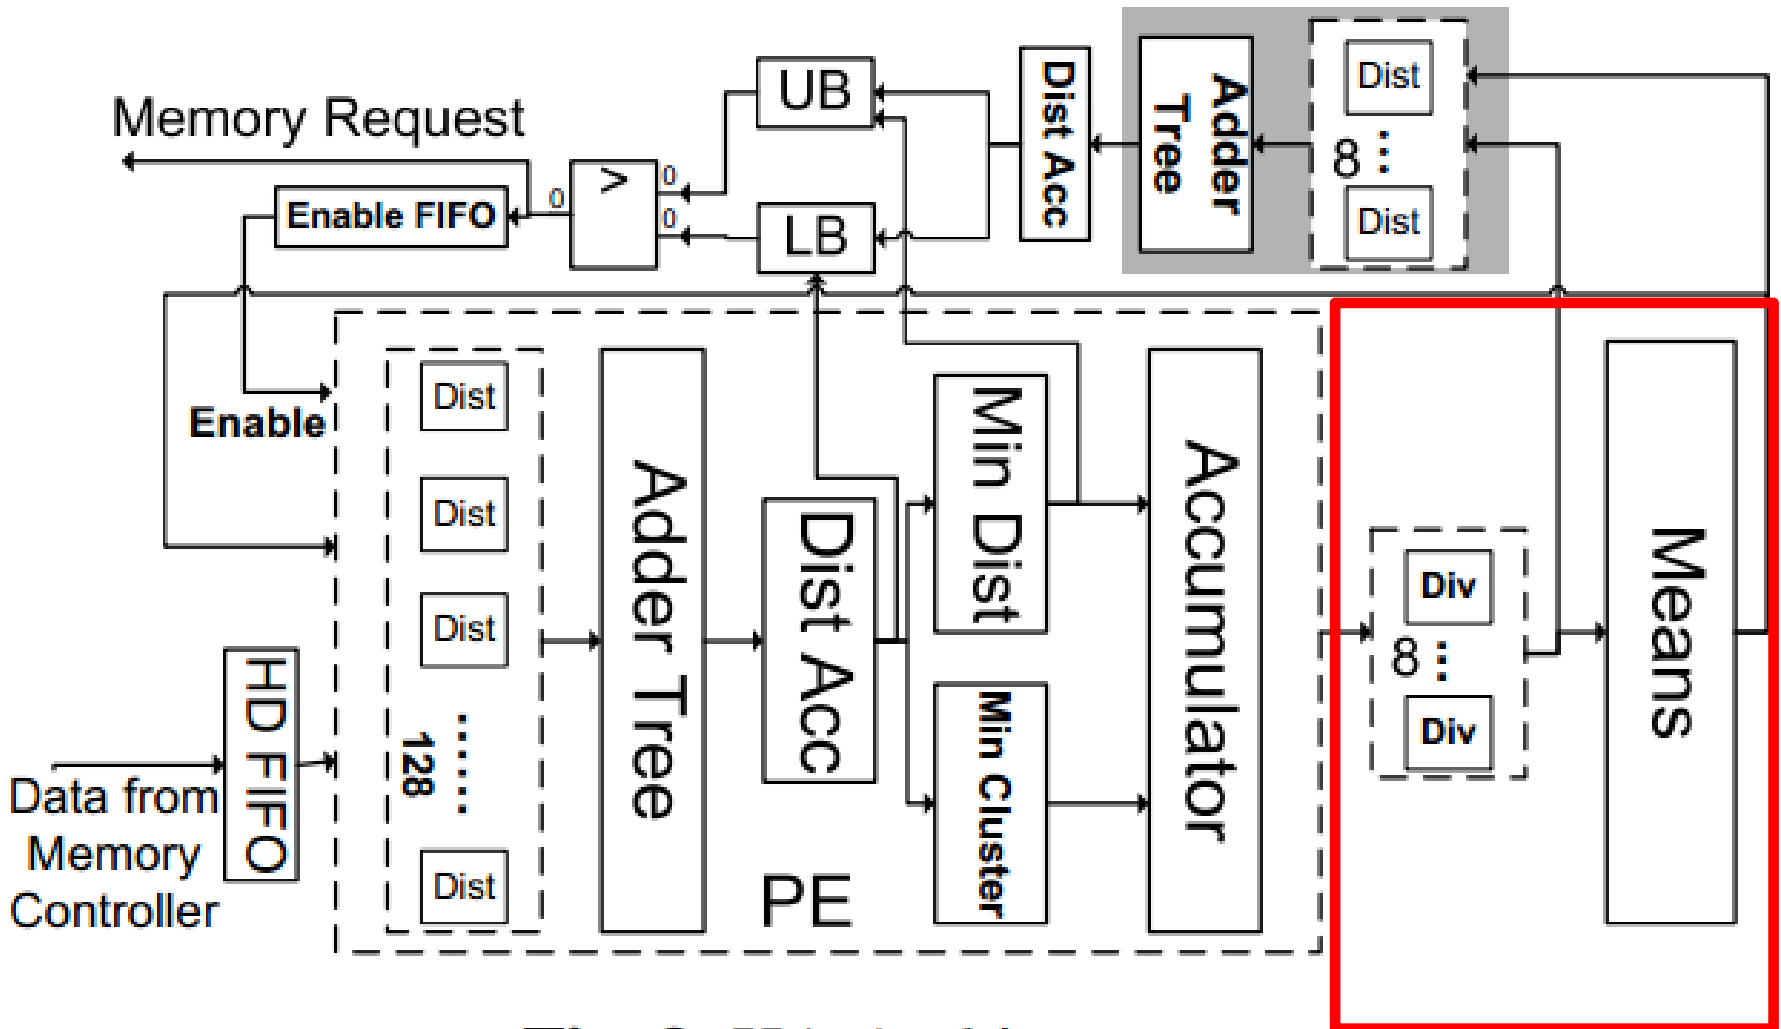 Memory Request
UB
LB
>
0
0
0
Enable FIFO
Dist Acc
Adder
Tree
Dist
8
Dist
Enable
Dist
Dist
Dist
128
Dist
Adder Tree
Dist Acc
Min Dist
Min Cluster
Accumulator
PE
HD FIFO
Data from
Memory
Controller
Div
8
Div
Means